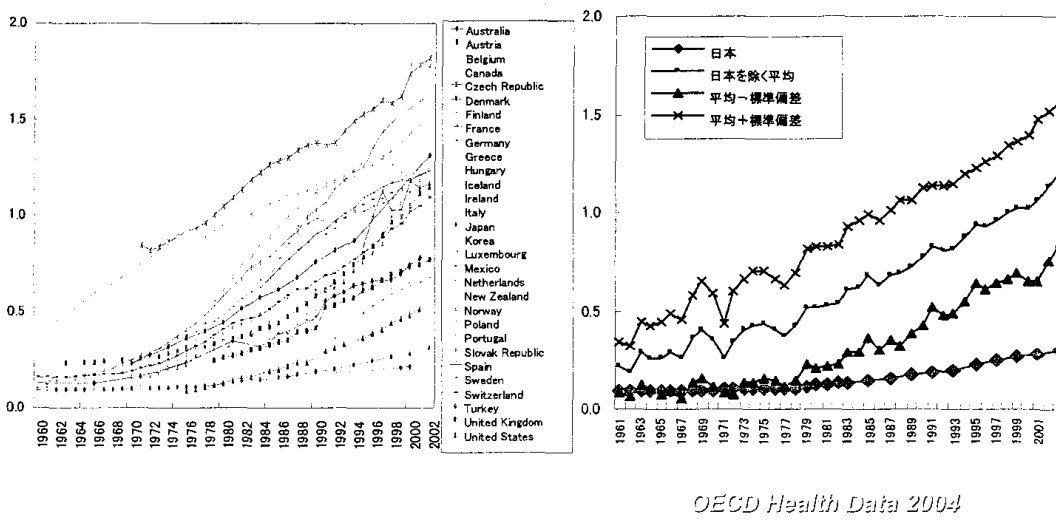 2.0
1.5
1.0
0.5
0.0
1960
1962
1964
1966
1968
1970
1972
1974
1976
1978
1980
1982
1984
1986
1988
1990
1992
1994
1996
1998
2000
2002
Australia
Austria
Belgium
Canada
Czech Republic
Denmark
Finland
France
Germany
Greece
Hungary
Iceland
Ireland
Italy
Japan
Korea
Luxembourg
Mexico
Netherlands
New Zealand
Norway
Poland
Portugal
Slovak Republic
Spain
Sweden
Switzerland
Turkey
United Kingdom
United States
2.0
1.5
1.0
0.5
0.0
日本
日本を除く平均
平均－標準偏差
平均＋標準偏差
1961
1963
1965
1967
1969
1971
1973
1975
1977
1979
1981
1983
1985
1987
1989
1991
1993
1995
1997
1999
2001
OECD Health Data 2004